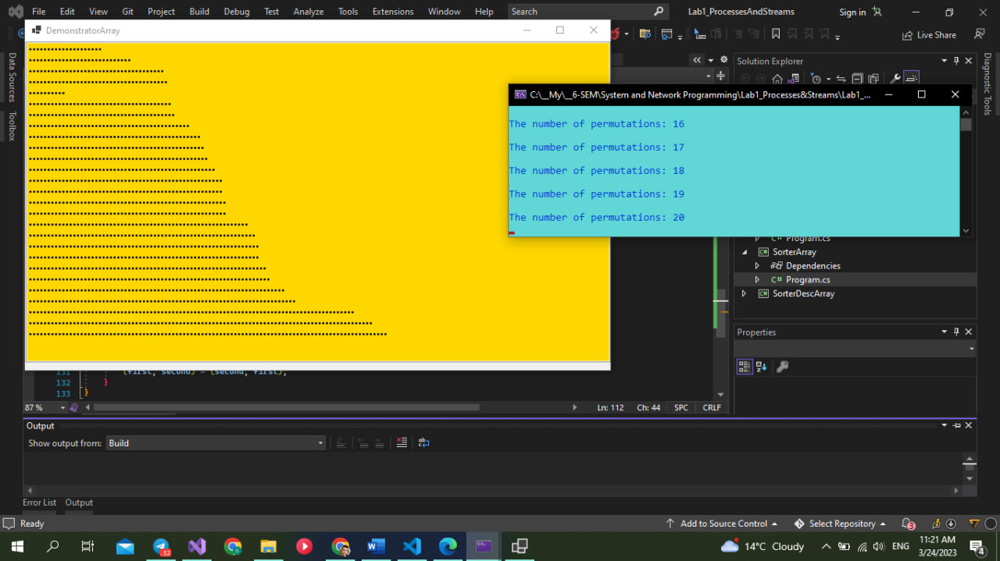 File Edit View Git Project Build Debug Test Analyze Tools Extensions Window Help Search Lab1_ProcessesAndStreams Sign in
DemonstratorArray
Live Share
Data Sources
Toolbox
Solution Explorer
Diagnostic Tools
C:\__My\__6-SEM\System and Network Programming\Lab1_Processes&Streams\Lab1_...
The number of permutations: 16
The number of permutations: 17
The number of permutations: 18
The number of permutations: 19
The number of permutations: 20
C# Program.cs
C# SorterArray
Dependencies
C# Program.cs
C# SorterDescArray
Properties
131 (first, second) = (second, first);
132 }
133 }
87 % Ln: 112 Ch: 44 SPC CRLF
Output
Show output from: Build
Error List Output
Ready Add to Source Control Select Repository 3
52 14°C Cloudy ENG 11:21 AM
3/24/2023 4